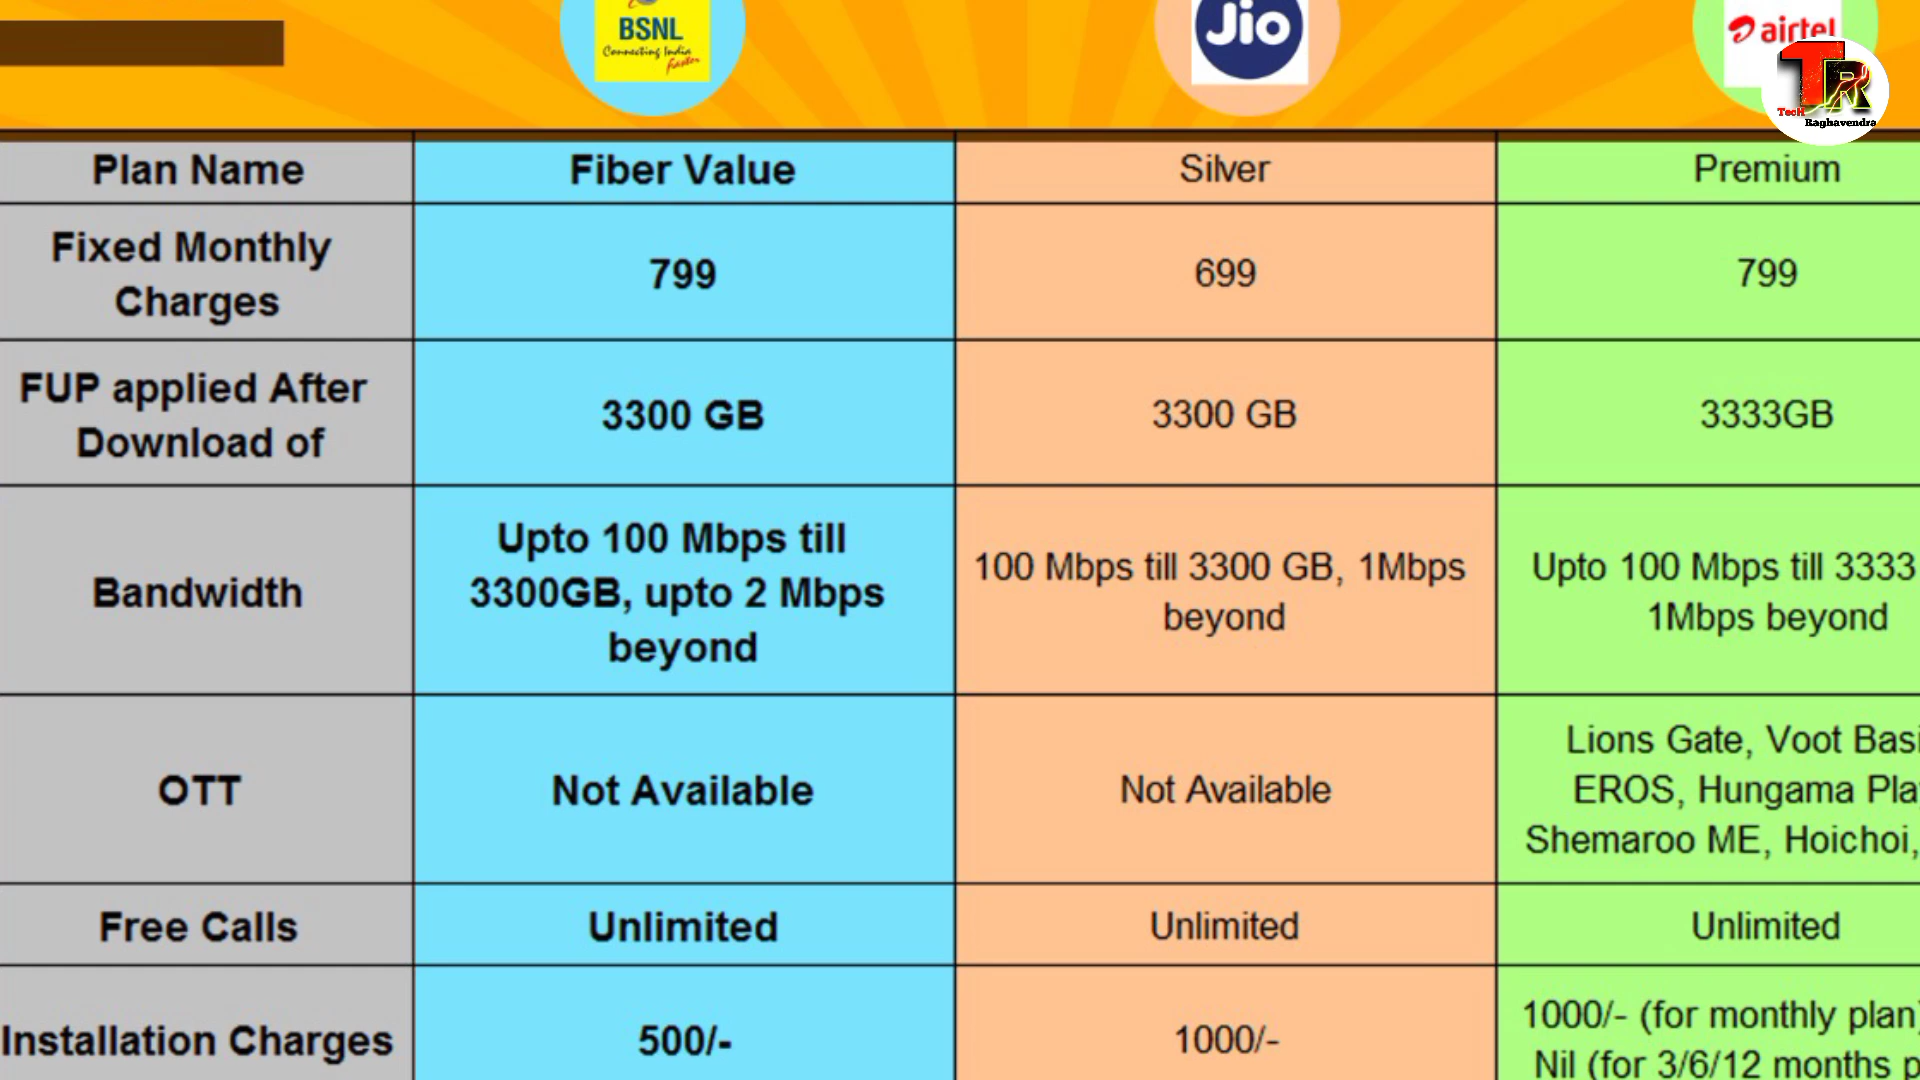 BSNL
Connecting India
Faster
Jio
airtel
TR
TecH
Raghavendra
Plan Name
Fiber Value
Silver
Premium
Fixed Monthly
Charges
799
699
799
FUP applied After
Download of
3300 GB
3300 GB
3333GB
Bandwidth
Upto 100 Mbps till
3300GB, upto 2 Mbps
beyond
100 Mbps till 3300 GB, 1Mbps
beyond
Upto 100 Mbps till 3333
1Mbps beyond
OTT
Not Available
Not Available
Lions Gate, Voot
EROS, Hungama
Shemaroo ME, Hoichoi,
Free Calls
Unlimited
Unlimited
Unlimited
Installation Charges
500/-
1000/-
1000/- (for monthly plan)
Nil (for 3/6/12 months